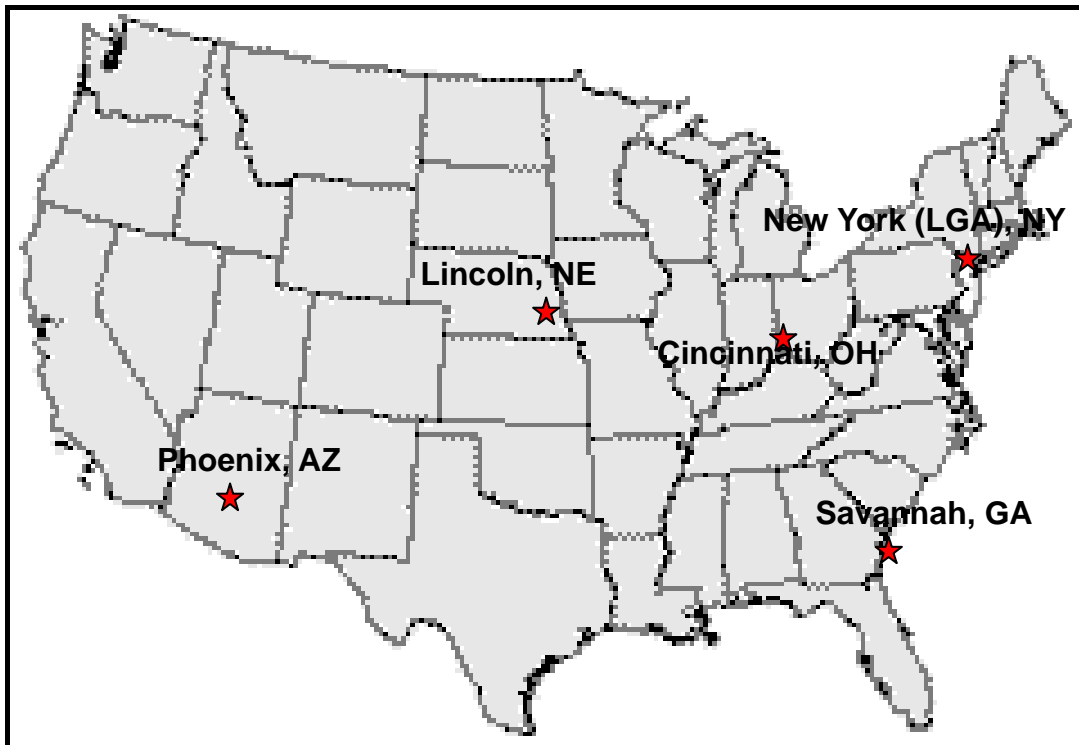 New York (LGA), NY
Lincoln, NE
Cincinnati, OH
Phoenix, AZ
Savannah, GA